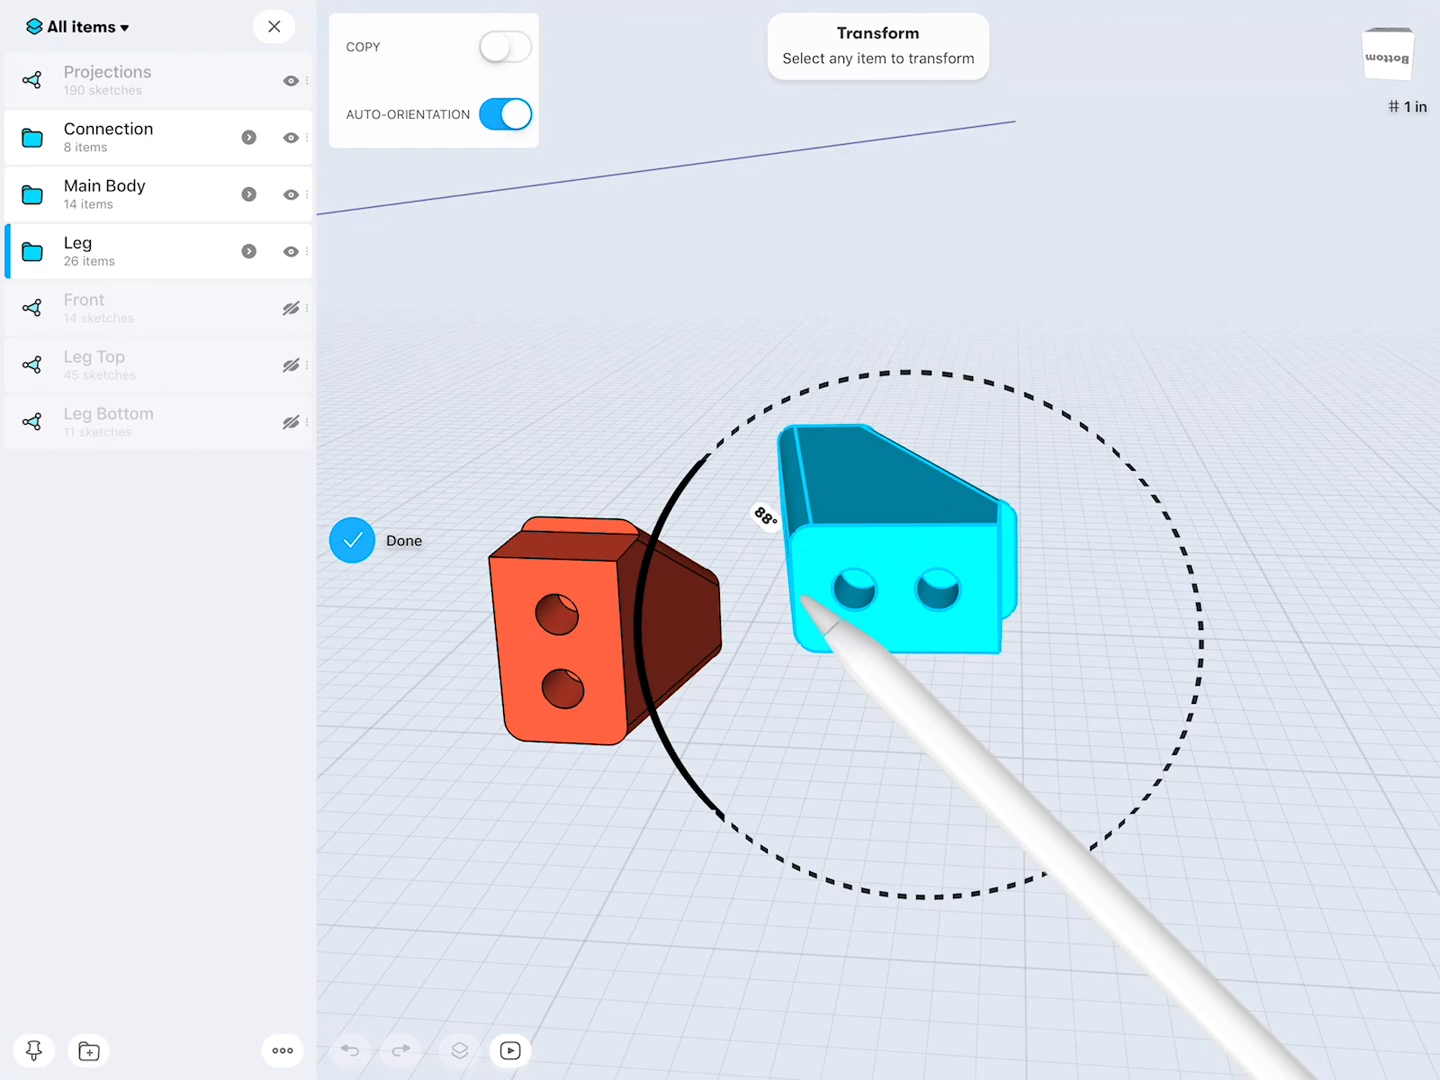 All items
Projections
190 sketches
Connection
8 items
Main Body
14 items
Leg
26 items
Front
14 sketches
Leg Top
45 sketches
Leg Bottom
11 sketches
COPY
AUTO-ORIENTATION
Transform
Select any item to transform
Bottom
1 in
88°
Done